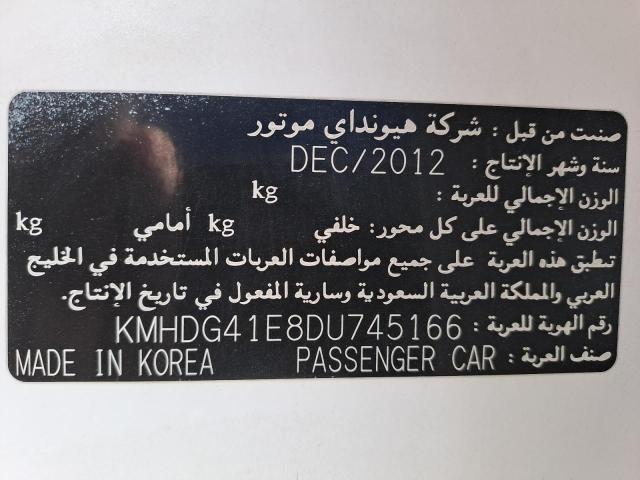 صنعت من قبل : شركة هيونداي موتور
سنة وشهر الإنتاج : DEC/2012
الوزن الإجمالي للعربة : kg
الوزن الإجمالي على كل محور: خلفي kg أمامي kg
تطبق هذه العربة على جميع مواصفات العربات المستخدمة في الخليج
العربي والمملكة العربية السعودية وسارية المفعول في تاريخ الإنتاج.
رقم الهوية للعربة : KMHDG41E8DU745166
صنف العربة : PASSENGER CAR MADE IN KOREA